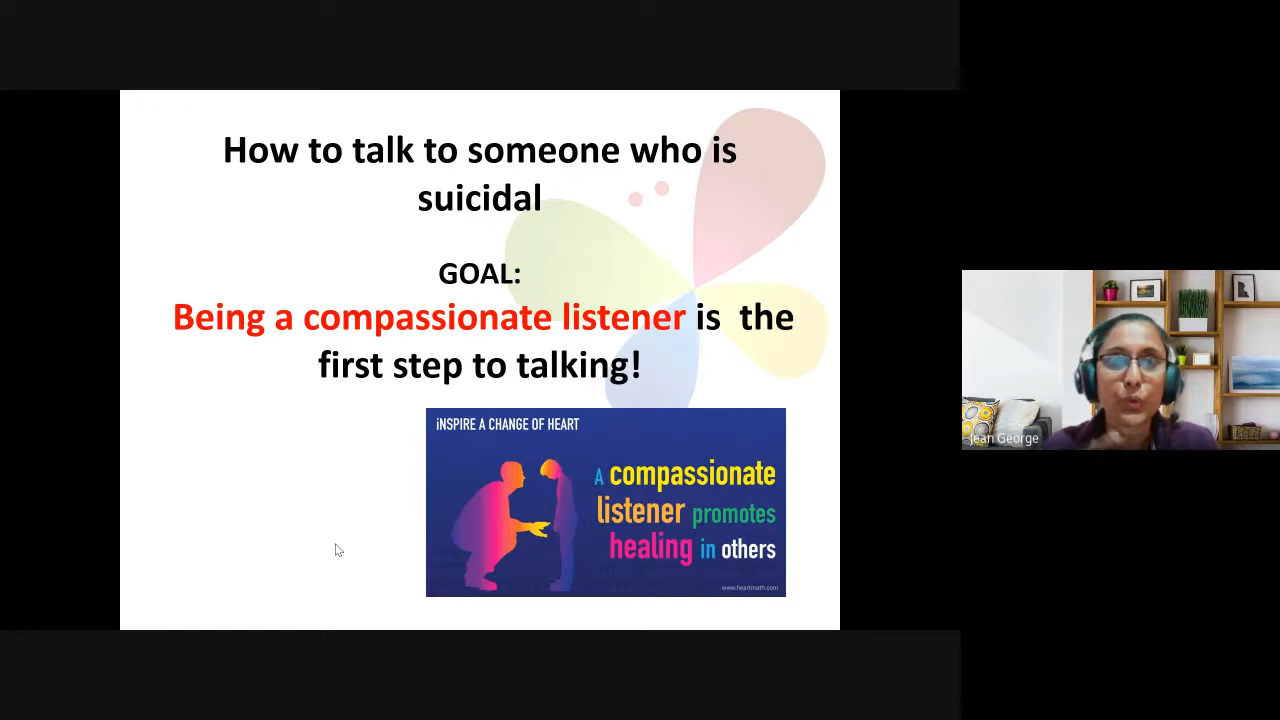 How to talk to someone who is
suicidal
GOAL:
Being a compassionate listener is the
first step to talking!
iNSPIRE A CHANGE OF HEART
A compassionate
listener promotes
healing in others
www.heartmath.com
Jean George